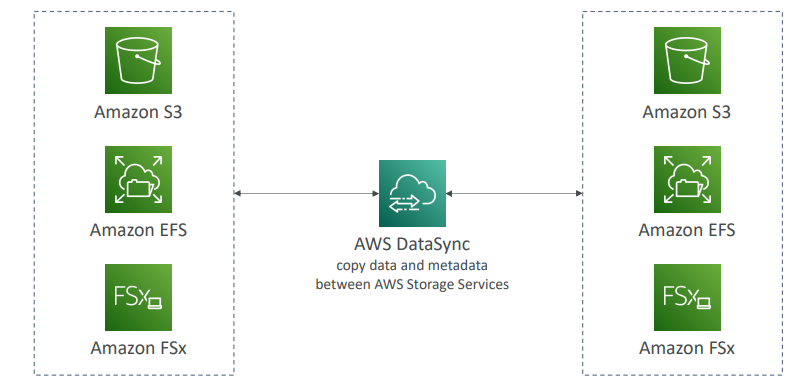 Amazon S3
Amazon EFS
FSx
Amazon FSx
AWS DataSync
copy data and metadata
between AWS Storage Services
Amazon S3
Amazon EFS
FSx
Amazon FSx